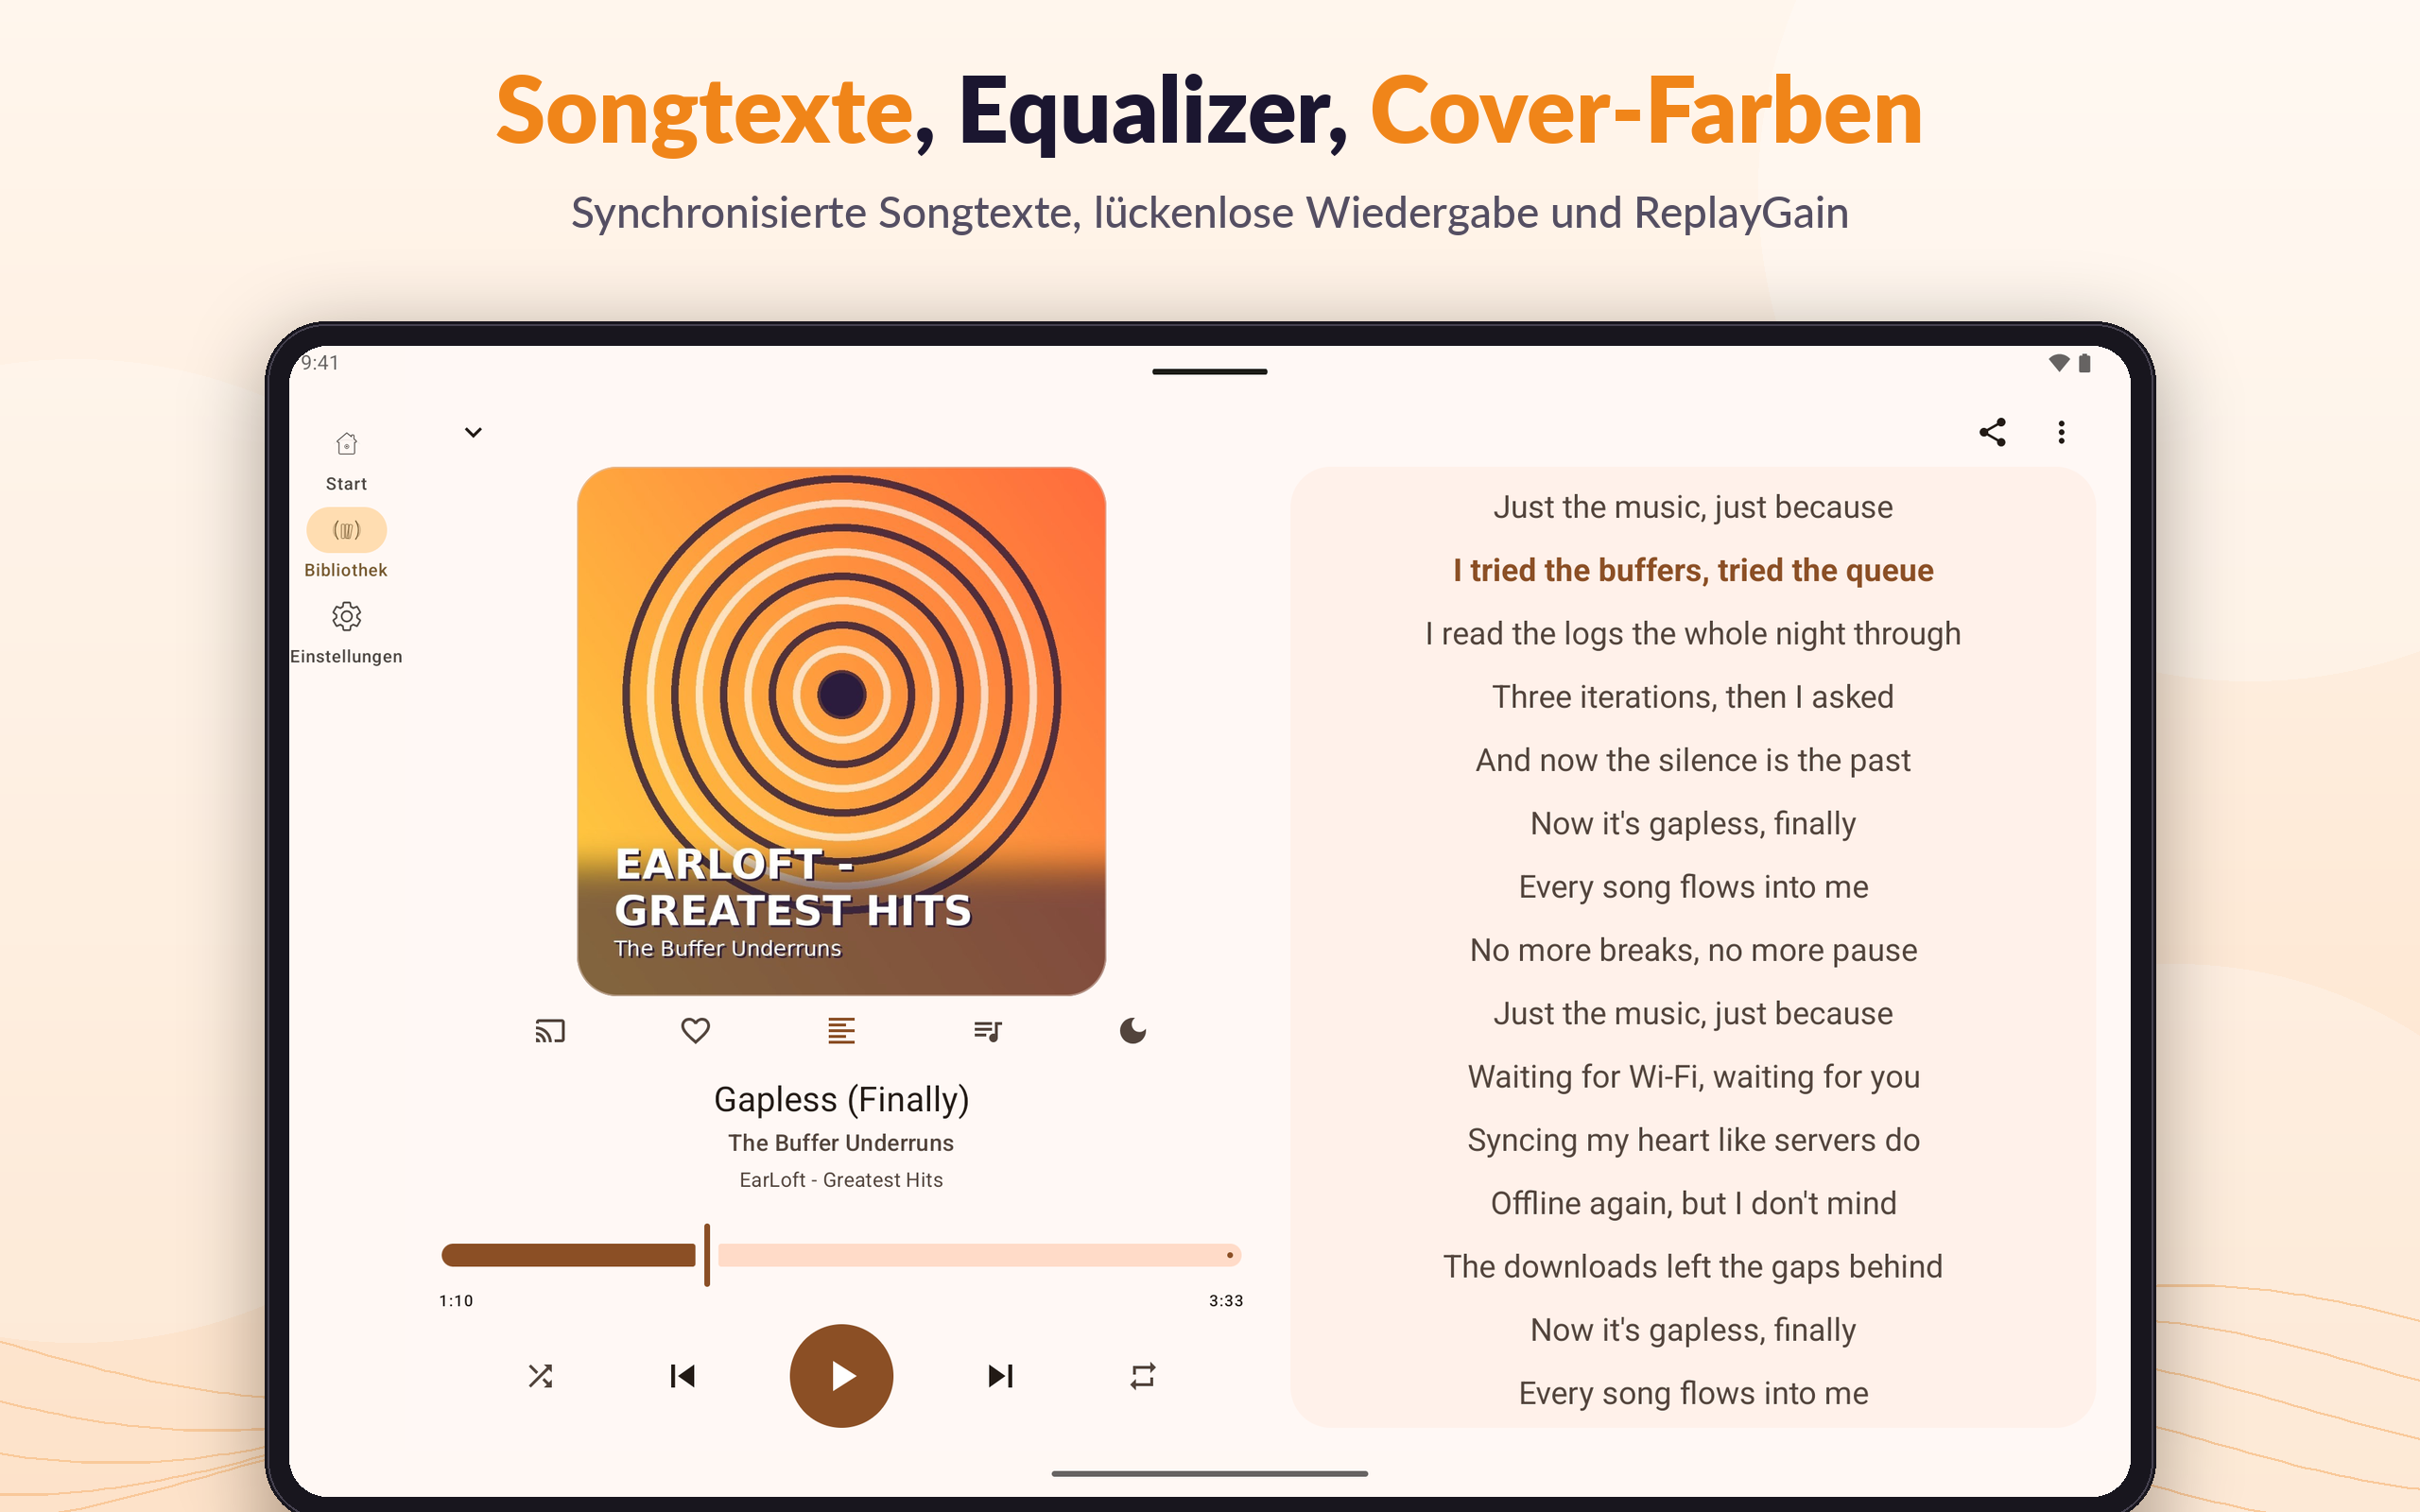 Songtexte, Equalizer, Cover-Farben
Synchronisierte Songtexte, lückenlose Wiedergabe und ReplayGain
9:41
Start
Bibliothek
Einstellungen
EARLOFT -
GREATEST HITS
The Buffer Underruns
Gapless (Finally)
The Buffer Underruns
EarLoft - Greatest Hits
1:10
3:33
Just the music, just because
I tried the buffers, tried the queue
I read the logs the whole night through
Three iterations, then I asked
And now the silence is the past
Now it's gapless, finally
Every song flows into me
No more breaks, no more pause
Just the music, just because
Waiting for Wi-Fi, waiting for you
Syncing my heart like servers do
Offline again, but I don't mind
The downloads left the gaps behind
Now it's gapless, finally
Every song flows into me